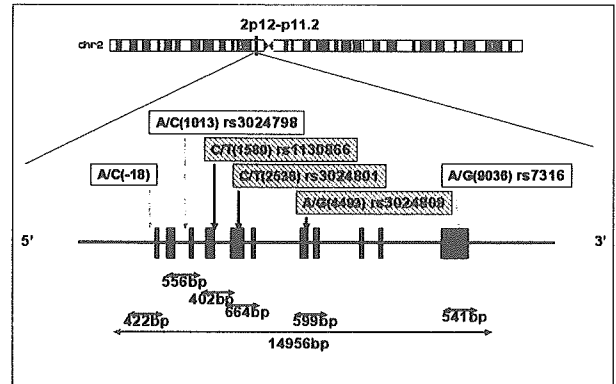 2p12-p11.2
chr2
A/C(1013) rs3024798
C/T(1580) rs1130866
A/C(-18)
C/T(2538) rs3024801
A/G(9036) rs7316
A/G(4493) rs3024809
5'
3'
556bp
402bp
664bp
422bp
599bp
541bp
14956bp